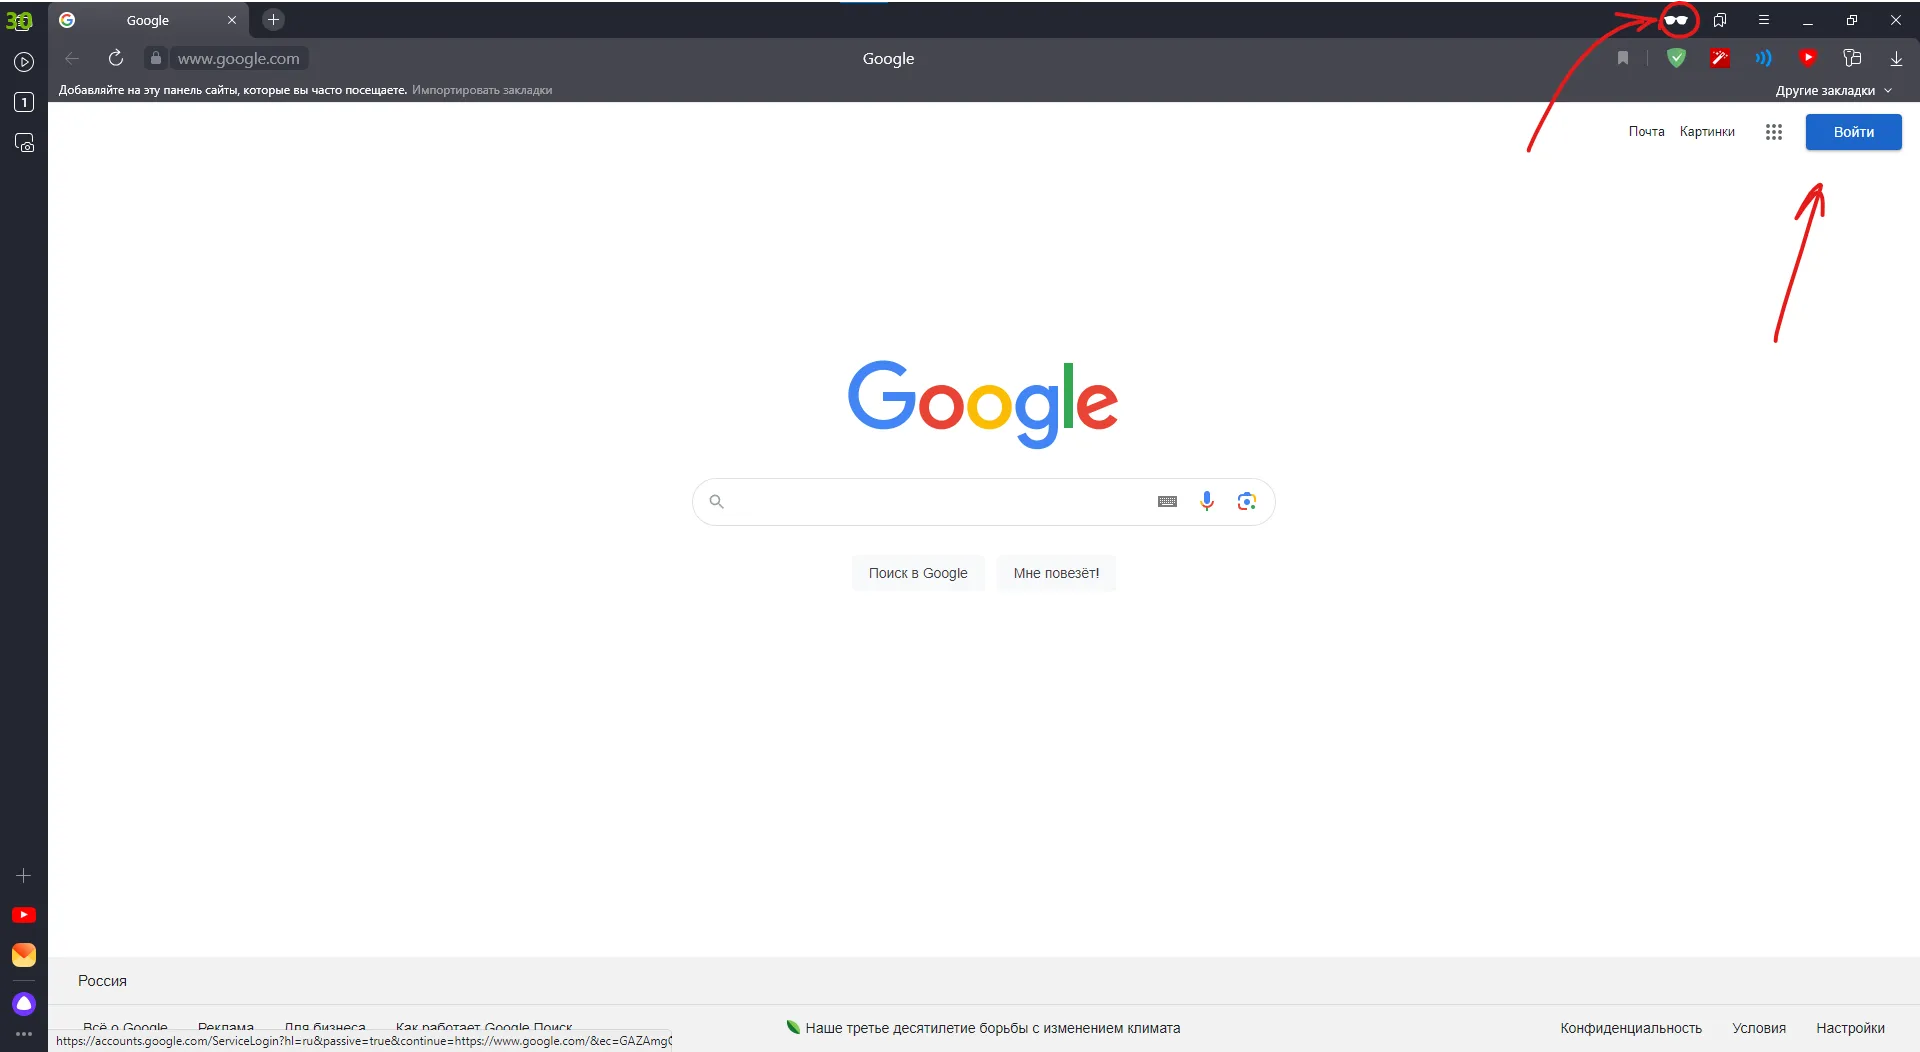 30
Google
www.google.com
Google
Добавляйте на эту панель сайты, которые вы часто посещаете. Импортировать закладки
Другие закладки
1
Почта Картинки Войти
Google
Поиск в Google Мне повезёт!
Россия
Всё о Google Реклама Для бизнеса Как работает Google Поиск
Наше третье десятилетие борьбы с изменением климата
Конфиденциальность Условия Настройки
https://accounts.google.com/ServiceLogin?hl=ru&passive=true&continue=https://www.google.com/&ec=GAZAmgQ